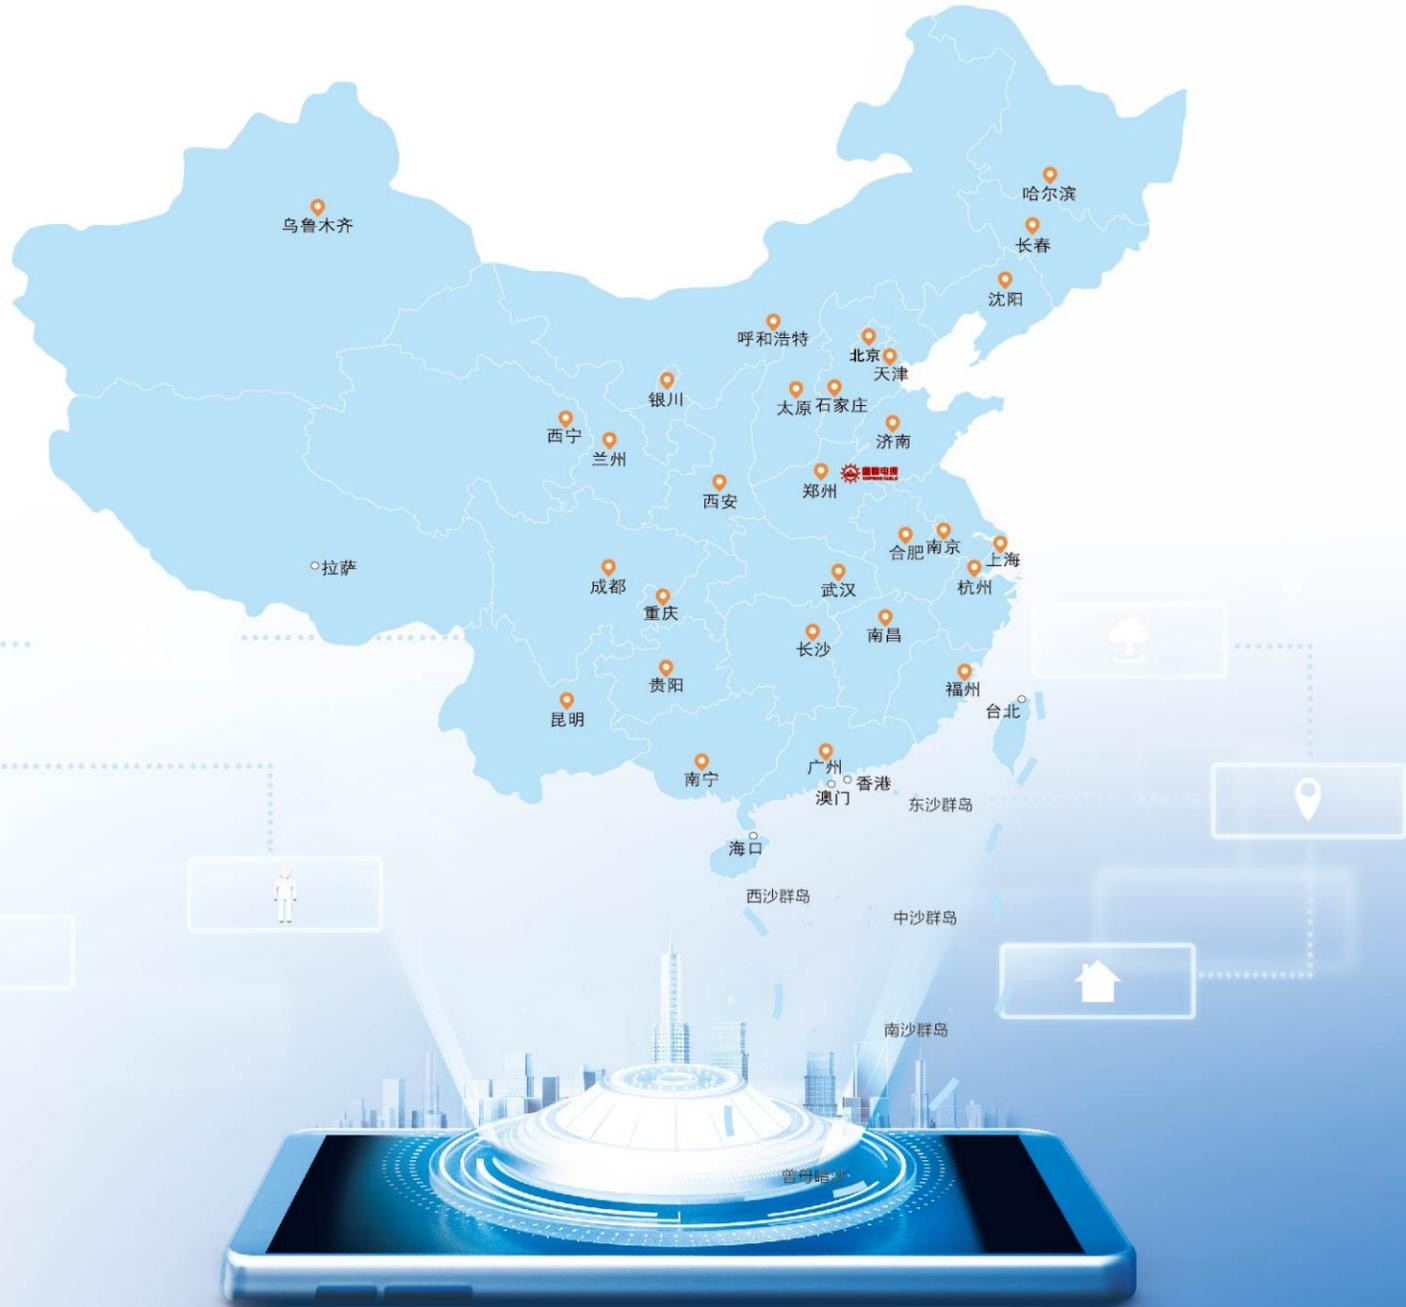 哈尔滨
乌鲁木齐
长春
沈阳
呼和浩特
北京
天津
银川
太原
石家庄
西宁
济南
兰州
郑州
西安
合肥
南京
上海
拉萨
成都
武汉
杭州
重庆
长沙
南昌
贵阳
福州
昆明
台北
南宁
广州
香港
澳门
东沙群岛
海口
西沙群岛
中沙群岛
南沙群岛
曾母暗沙